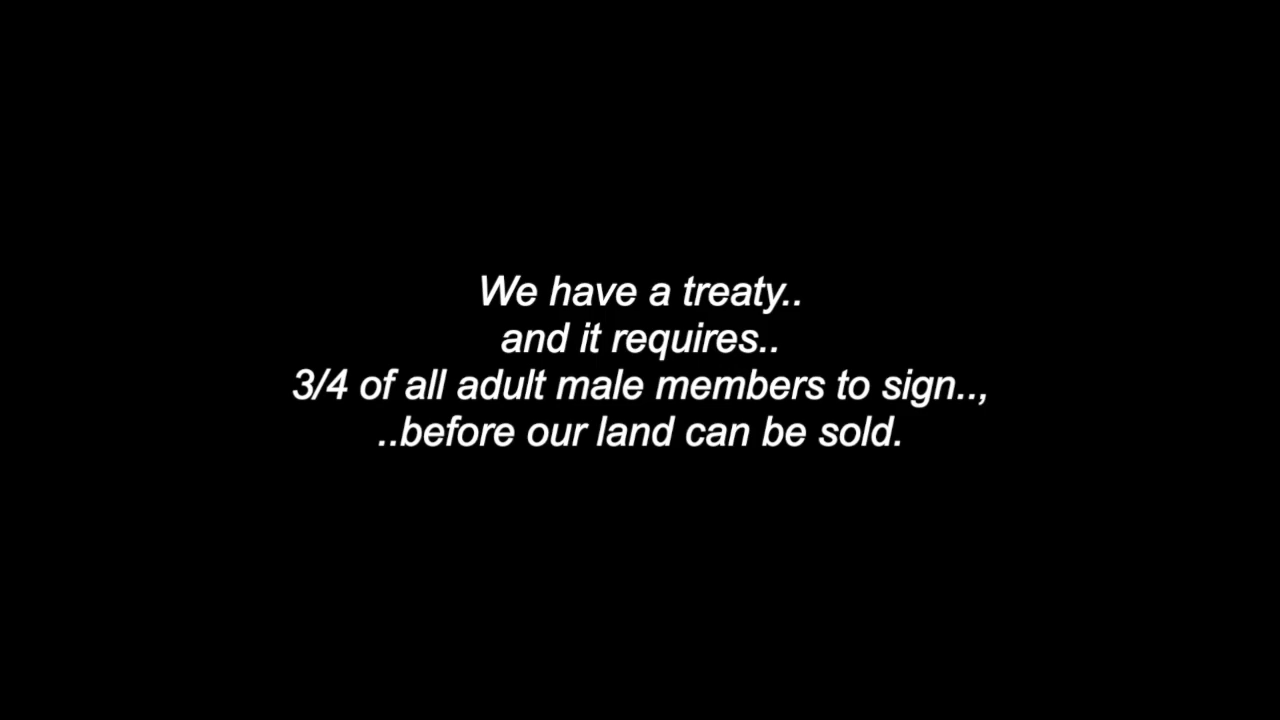 We have a treaty..
and it requires..
3/4 of all adult male members to sign..,
..before our land can be sold.